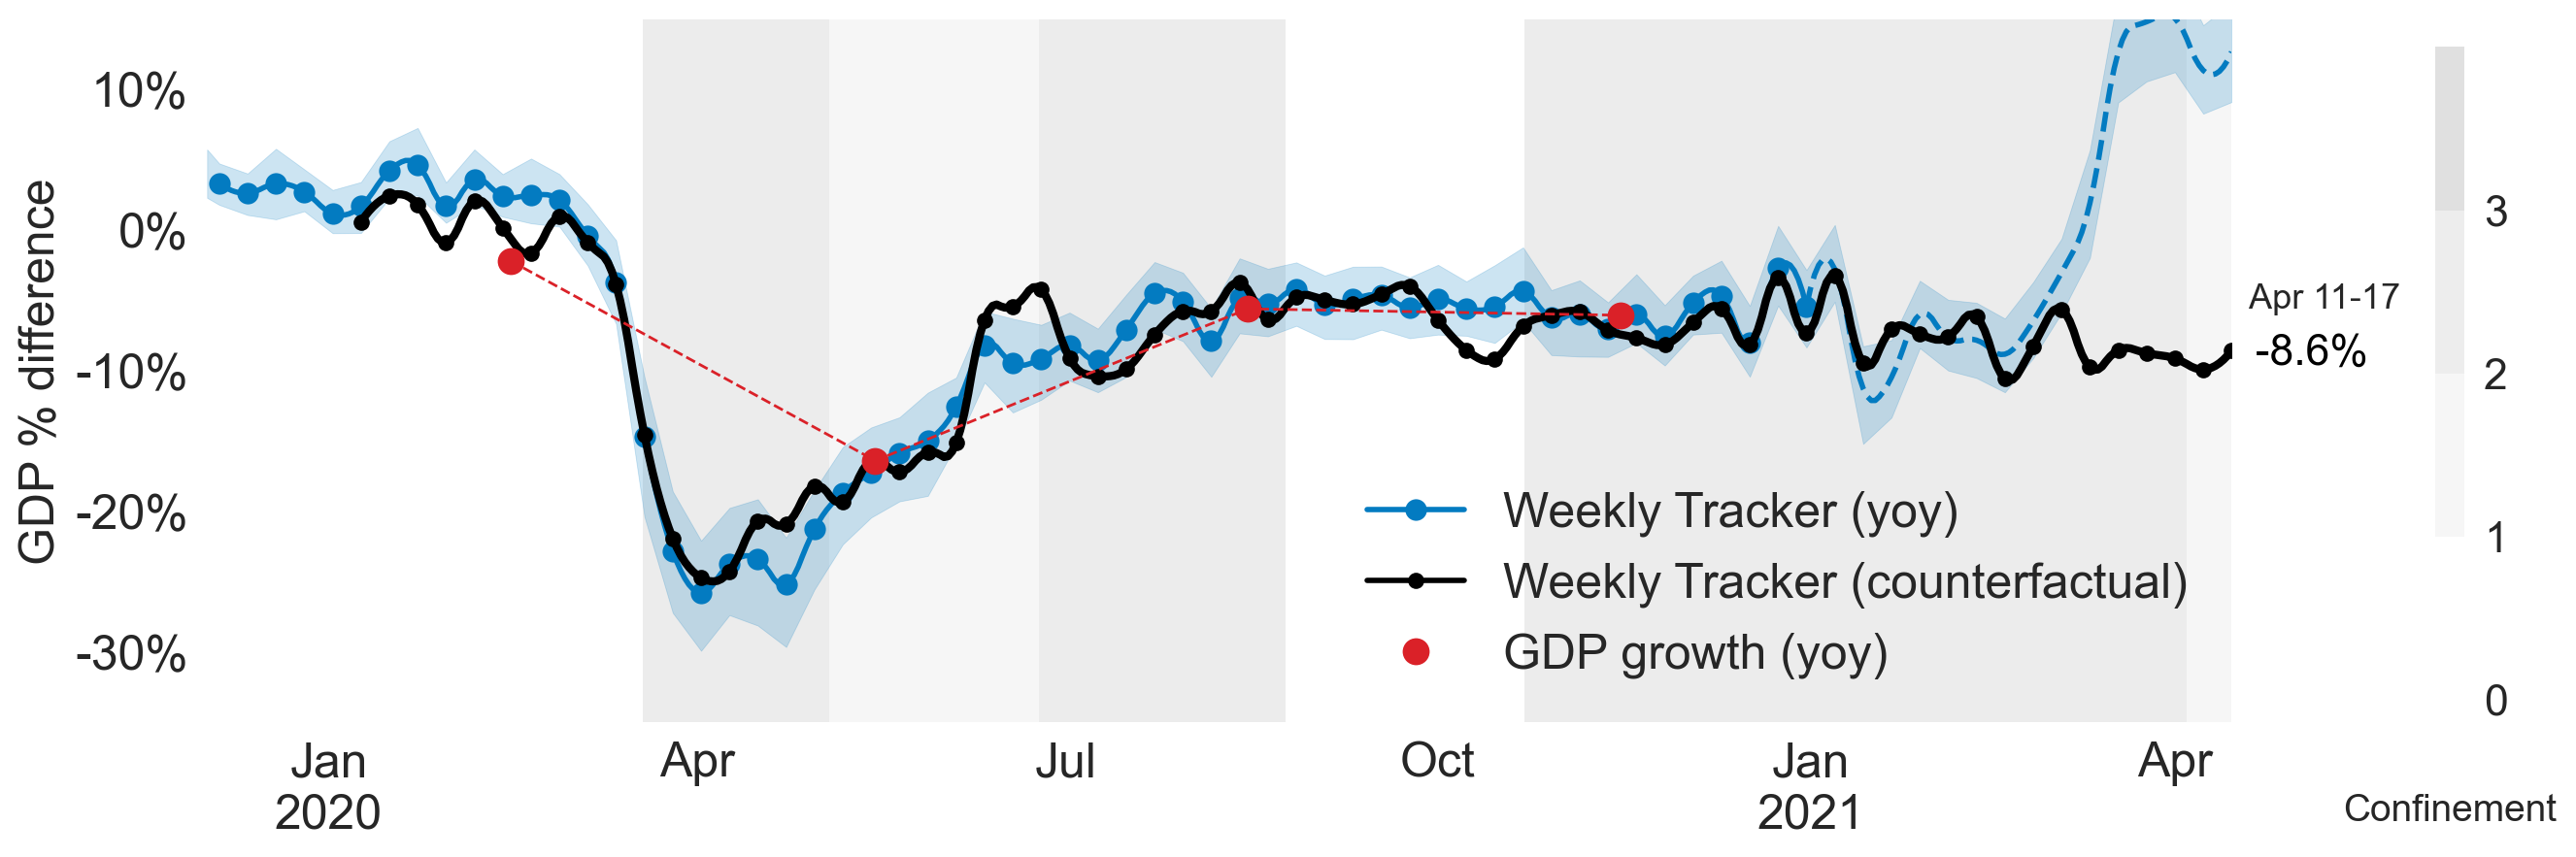 GDP % difference
10%
0%
-10%
-20%
-30%
Jan
2020
Apr
Jul
Oct
Jan
2021
Apr
Weekly Tracker (yoy)
Weekly Tracker (counterfactual)
GDP growth (yoy)
Apr 11-17
-8.6%
3
2
1
0
Confinement